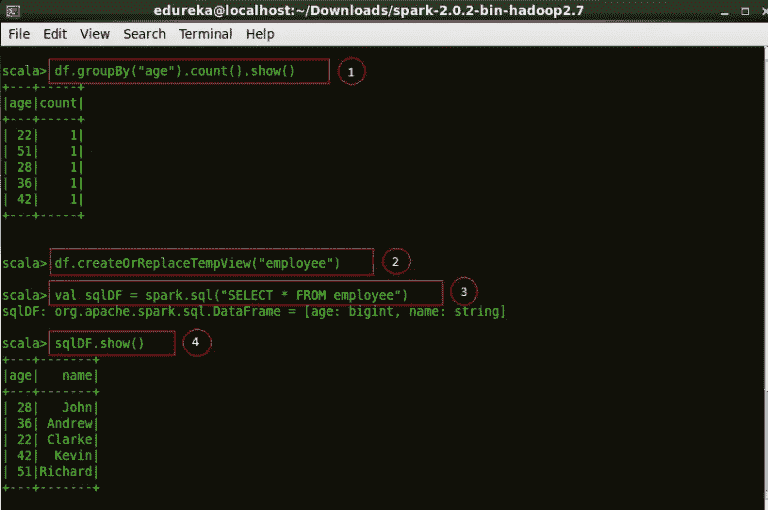 edureka@localhost:~/Downloads/spark-2.0.2-bin-hadoop2.7
File Edit View Search Terminal Help
scala> df.groupBy("age").count().show() 1
+---+-----+
|age|count|
+---+-----+
| 22|    1|
| 51|    1|
| 28|    1|
| 36|    1|
| 42|    1|
+---+-----+
scala> df.createOrReplaceTempView("employee") 2
scala> val sqlDF = spark.sql("SELECT * FROM employee") 3
sqlDF: org.apache.spark.sql.DataFrame = [age: bigint, name: string]
scala> sqlDF.show() 4
+---+-------+
|age|   name|
+---+-------+
| 28|   John|
| 36| Andrew|
| 22| Clarke|
| 42|  Kevin|
| 51|Richard|
+---+-------+